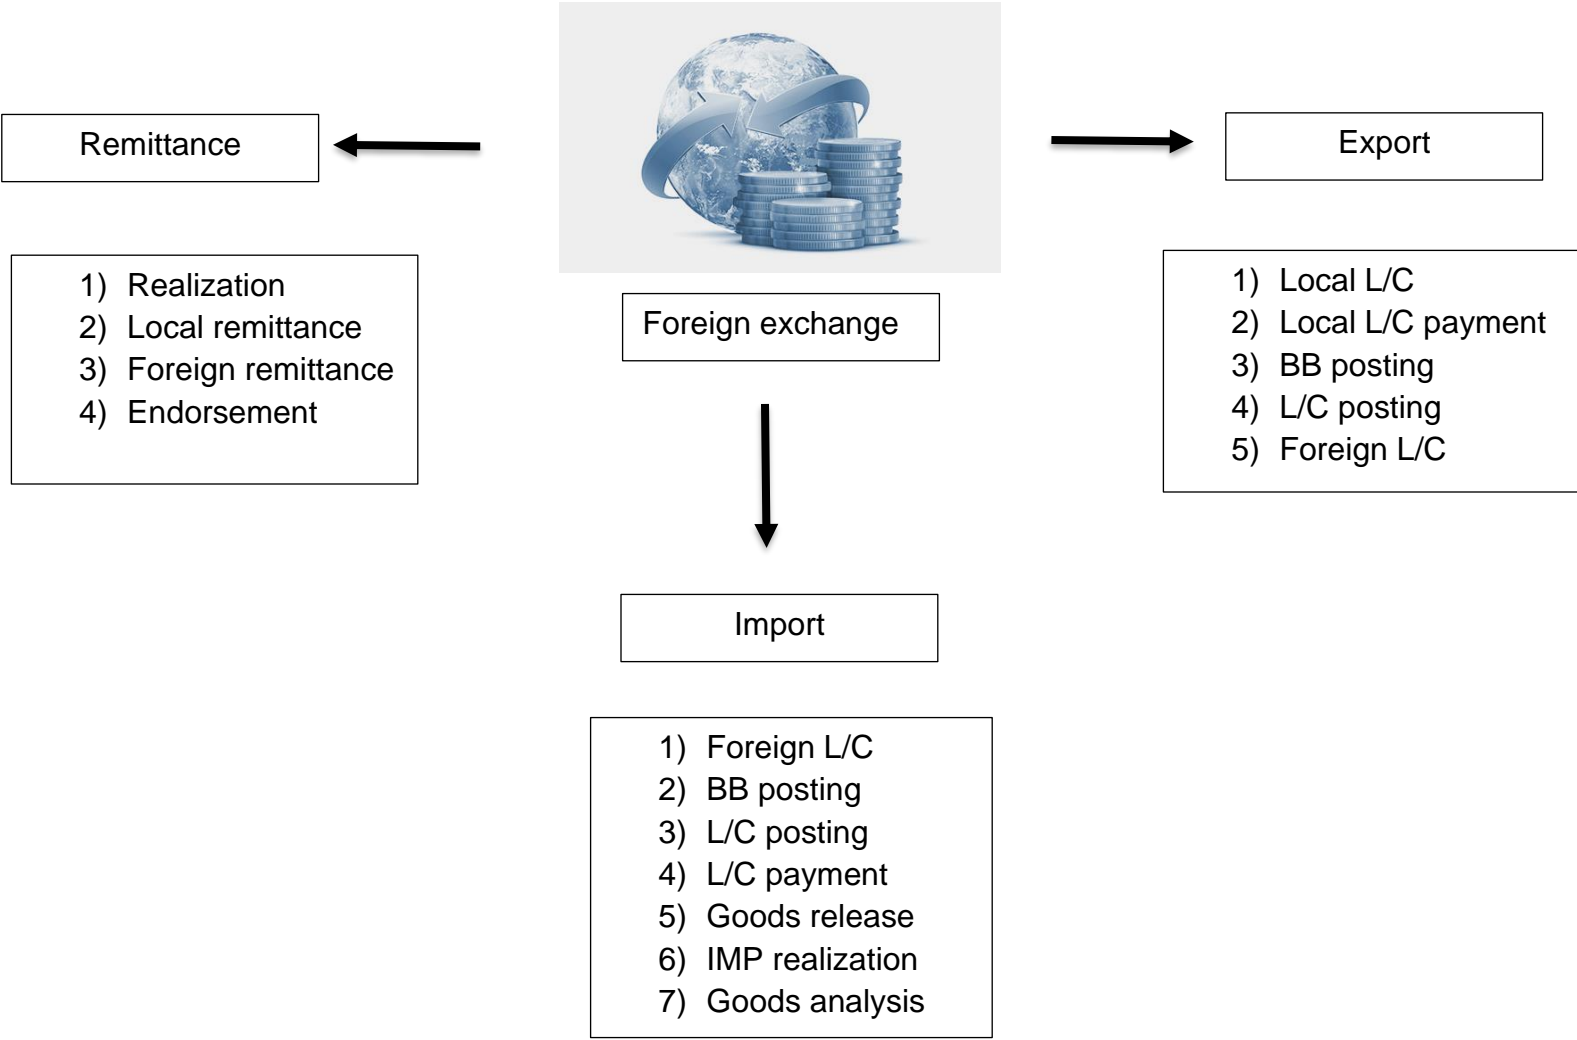 Remittance
1) Realization
2) Local remittance
3) Foreign remittance
4) Endorsement
Foreign exchange
Export
1) Local L/C
2) Local L/C payment
3) BB posting
4) L/C posting
5) Foreign L/C
Import
1) Foreign L/C
2) BB posting
3) L/C posting
4) L/C payment
5) Goods release
6) IMP realization
7) Goods analysis